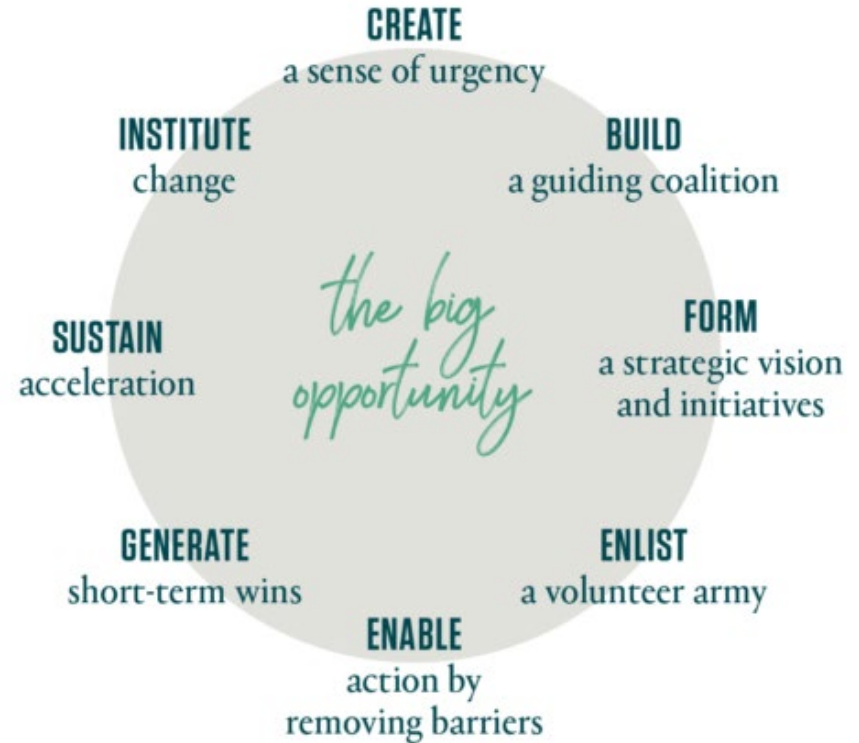 CREATE
a sense of urgency
BUILD
a guiding coalition
FORM
a strategic vision
and initiatives
ENLIST
a volunteer army
ENABLE
action by
removing barriers
GENERATE
short-term wins
SUSTAIN
acceleration
INSTITUTE
change
the big
opportunity